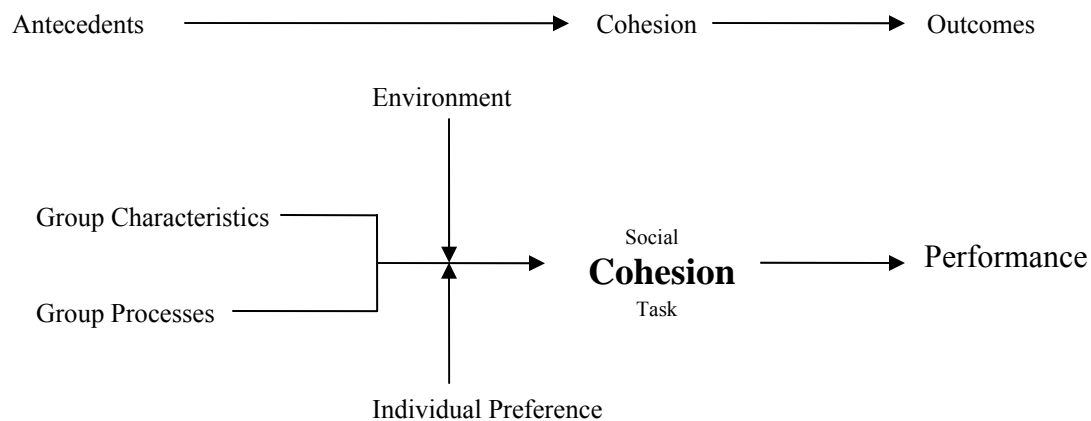 Antecedents Cohesion Outcomes
Environment
Group Characteristics
Social
Cohesion
Performance
Task
Group Processes
Individual Preference